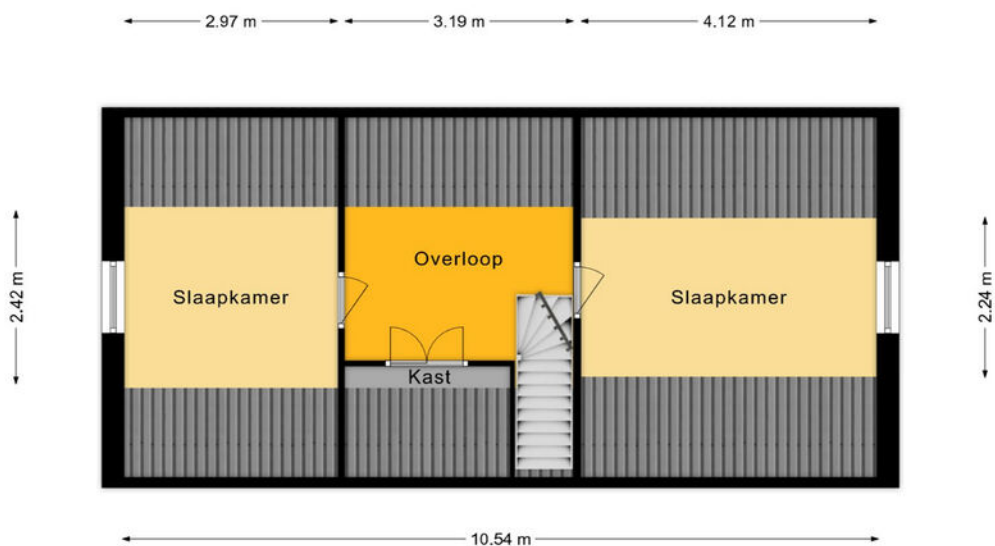 2.97 m 3.19 m 4.12 m
Overloop
Slaapkamer Slaapkamer
2.42 m
2.24 m
Kast
10.54 m